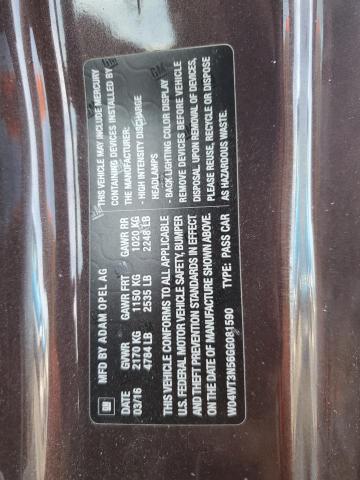 MFD BY ADAM OPEL AG
GM
DATE GVWR GAWR FRT GAWR RR
03/16 2170 KG 1150 KG 1020 KG
4784 LB 2535 LB 2248 LB
THIS VEHICLE CONFORMS TO ALL APPLICABLE
U.S. FEDERAL MOTOR VEHICLE SAFETY, BUMPER
AND THEFT PREVENTION STANDARDS IN EFFECT
ON THE DATE OF MANUFACTURE SHOWN ABOVE.
W04WT3N56GG081590 TYPE: PASS CAR
THIS VEHICLE MAY INCLUDE MERCURY
CONTAINING DEVICES INSTALLED BY
THE MANUFACTURER:
- HIGH INTENSITY DISCHARGE
HEADLAMPS
- BACK LIGHTING COLOR DISPLAY
REMOVE DEVICES BEFORE VEHICLE
DISPOSAL. UPON REMOVAL OF DEVICES,
PLEASE REUSE, RECYCLE OR DISPOSE
AS HAZARDOUS WASTE.